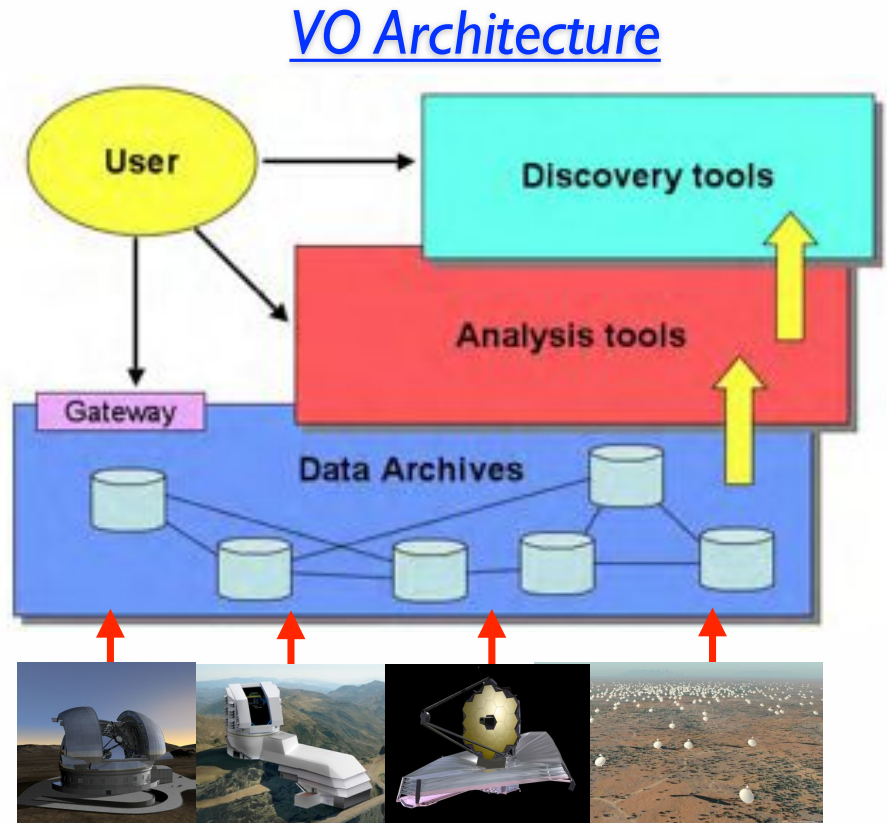 VO Architecture
User
Discovery tools
Analysis tools
Gateway
Data Archives